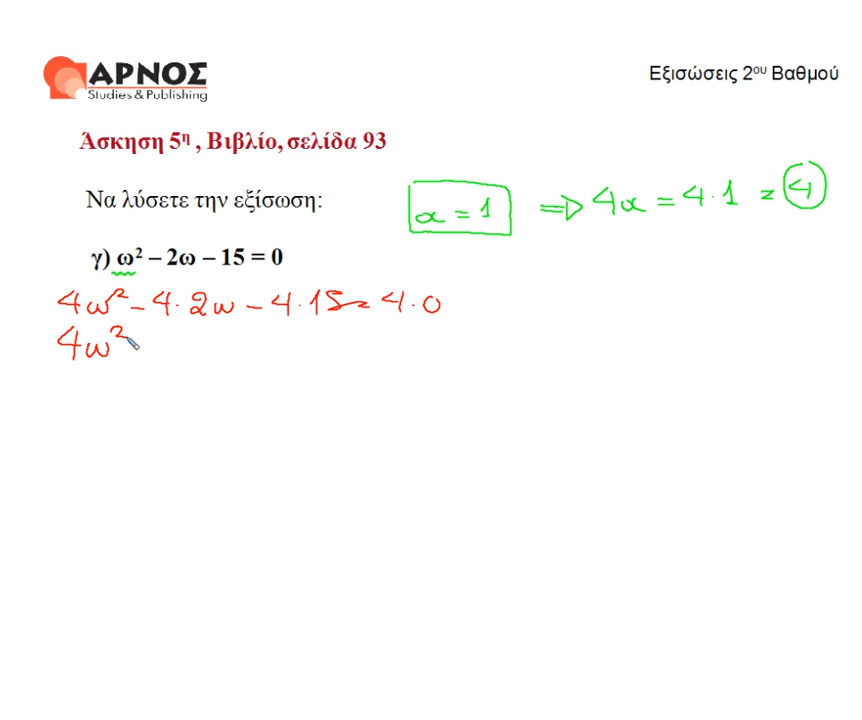 ΑΡΝΟΣ
Studies & Publishing
Εξισώσεις 2ου Βαθμού
Άσκηση 5η , Βιβλίο, σελίδα 93
Να λύσετε την εξίσωση:
α = 1 ⇒ 4α = 4 · 1 = 4
γ) ω² – 2ω – 15 = 0
4ω² - 4 · 2ω - 4 · 15 = 4 · 0
4ω²